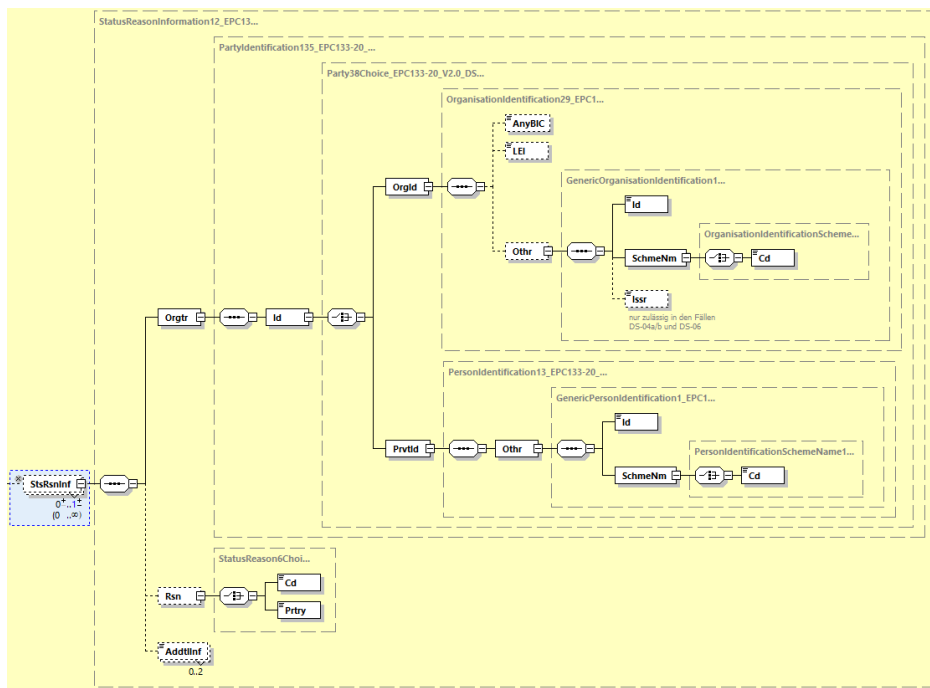 StatusReasonInformation12_EPC13...
PartyIdentification135_EPC133-20_...
Party38Choice_EPC133-20_V2.0_DS...
OrganisationIdentification29_EPC1...
AnyBIC
LEI
GenericOrganisationIdentification1...
OrgId
Id
OrganisationIdentificationScheme...
Othr
SchmeNm
Cd
Issr
nur zulässig in den Fällen
DS-04a/b und DS-06
Orgtr
Id
PersonIdentification13_EPC133-20_...
GenericPersonIdentification1_EPC1...
Id
PrvtId
Othr
PersonIdentificationSchemeName1...
SchmeNm
Cd
StsRsnInf
0..1
(0 ..∞)
StatusReason6Choi...
Cd
Rsn
Prtry
AddtlInf
0..2